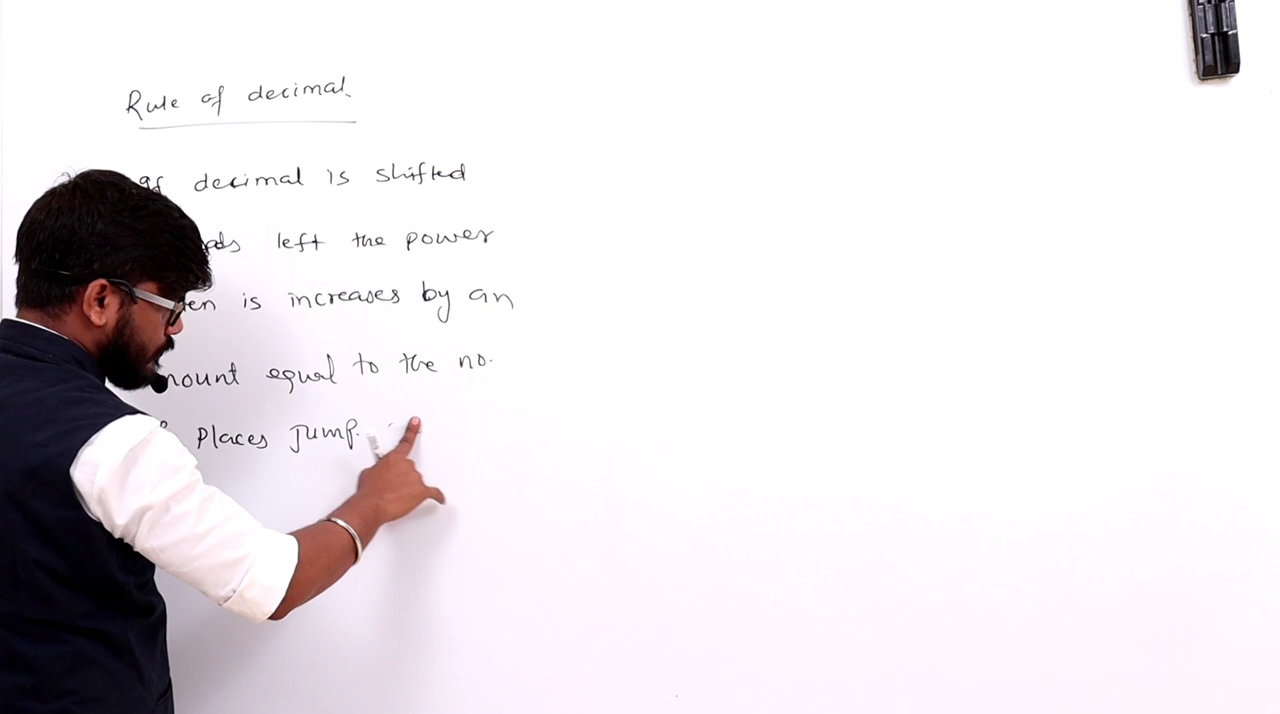 Rule of decimal
If decimal is shifted
left the power
is increases by an
equal to the no.
places jump.